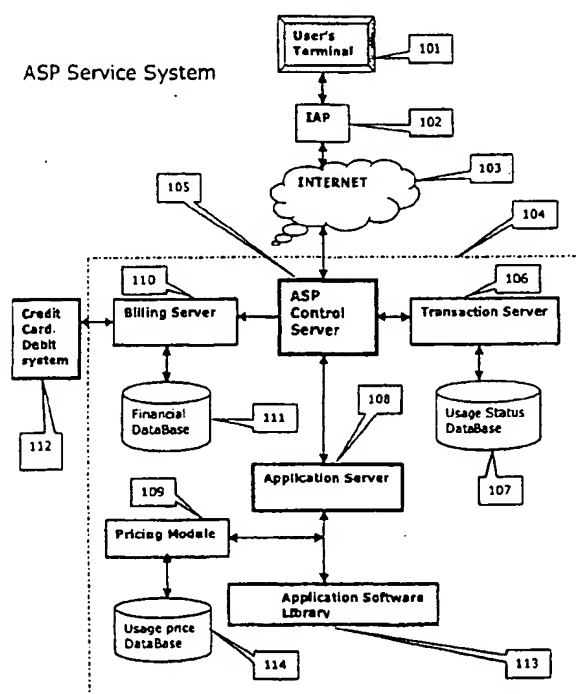 User's
Terminal
101
ASP Service System
IAP
102
INTERNET
103
105
104
110
106
Credit
Card.
Debit
system
Billing Server
ASP
Control
Server
Transaction Server
112
Financial
DataBase
111
108
Usage Status
DataBase
107
Application Server
109
Pricing Module
Usage price
DataBase
114
Application Software
Library
113